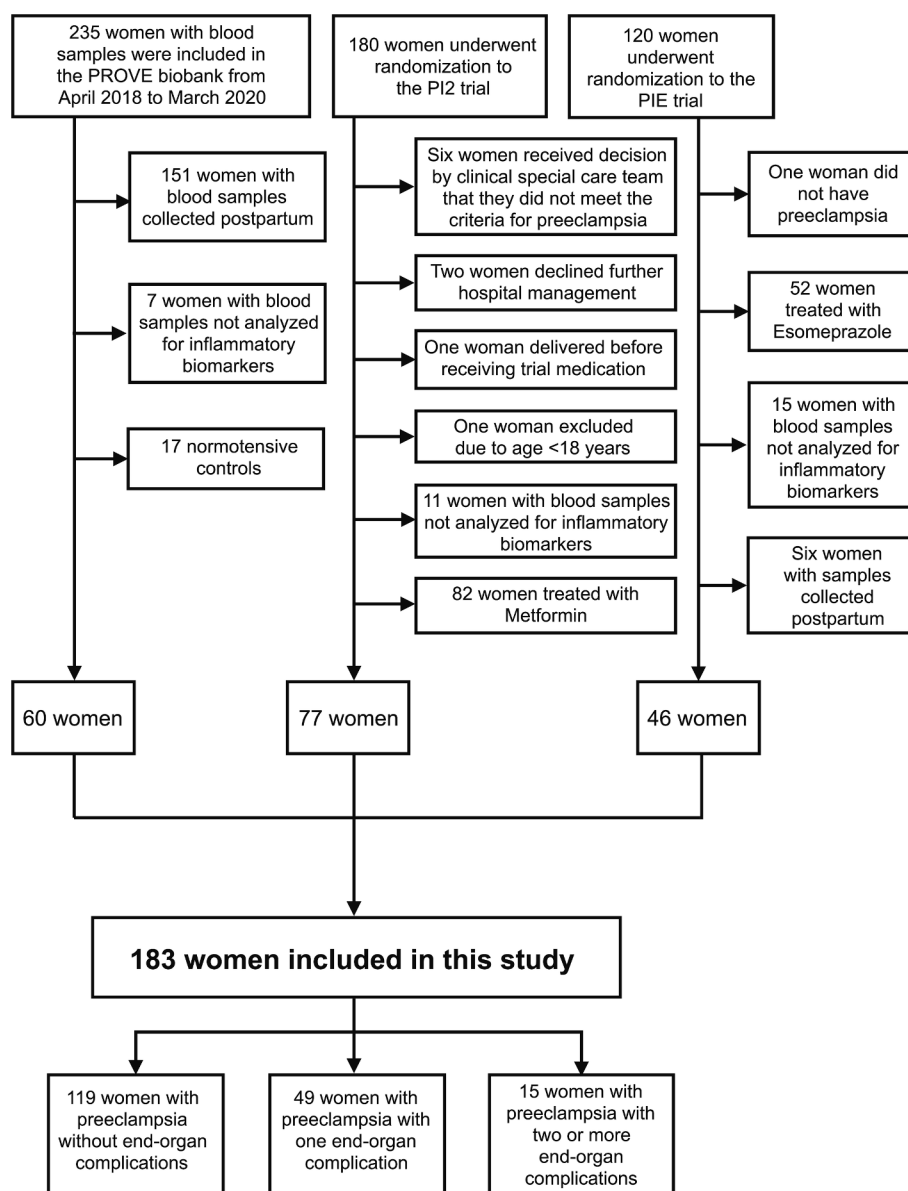 235 women with blood
samples were included in
the PROVE biobank from
April 2018 to March 2020
180 women underwent
randomization to
the PI2 trial
120 women
underwent
randomization to the
PIE trial
151 women with
blood samples
collected postpartum
7 women with blood
samples not analyzed
for inflammatory
biomarkers
17 normotensive
controls
Six women received decision
by clinical special care team
that they did not meet the
criteria for preeclampsia
Two women declined further
hospital management
One woman delivered before
receiving trial medication
One woman excluded
due to age <18 years
11 women with blood samples
not analyzed for inflammatory
biomarkers
82 women treated with
Metformin
One woman did
not have
preeclampsia
52 women
treated with
Esomeprazole
15 women with
blood samples
not analyzed for
inflammatory
biomarkers
Six women
with samples
collected
postpartum
60 women
77 women
46 women
183 women included in this study
119 women with
preeclampsia
without end-organ
complications
49 women with
preeclampsia with
one end-organ
complication
15 women with
preeclampsia with
two or more
end-organ
complications